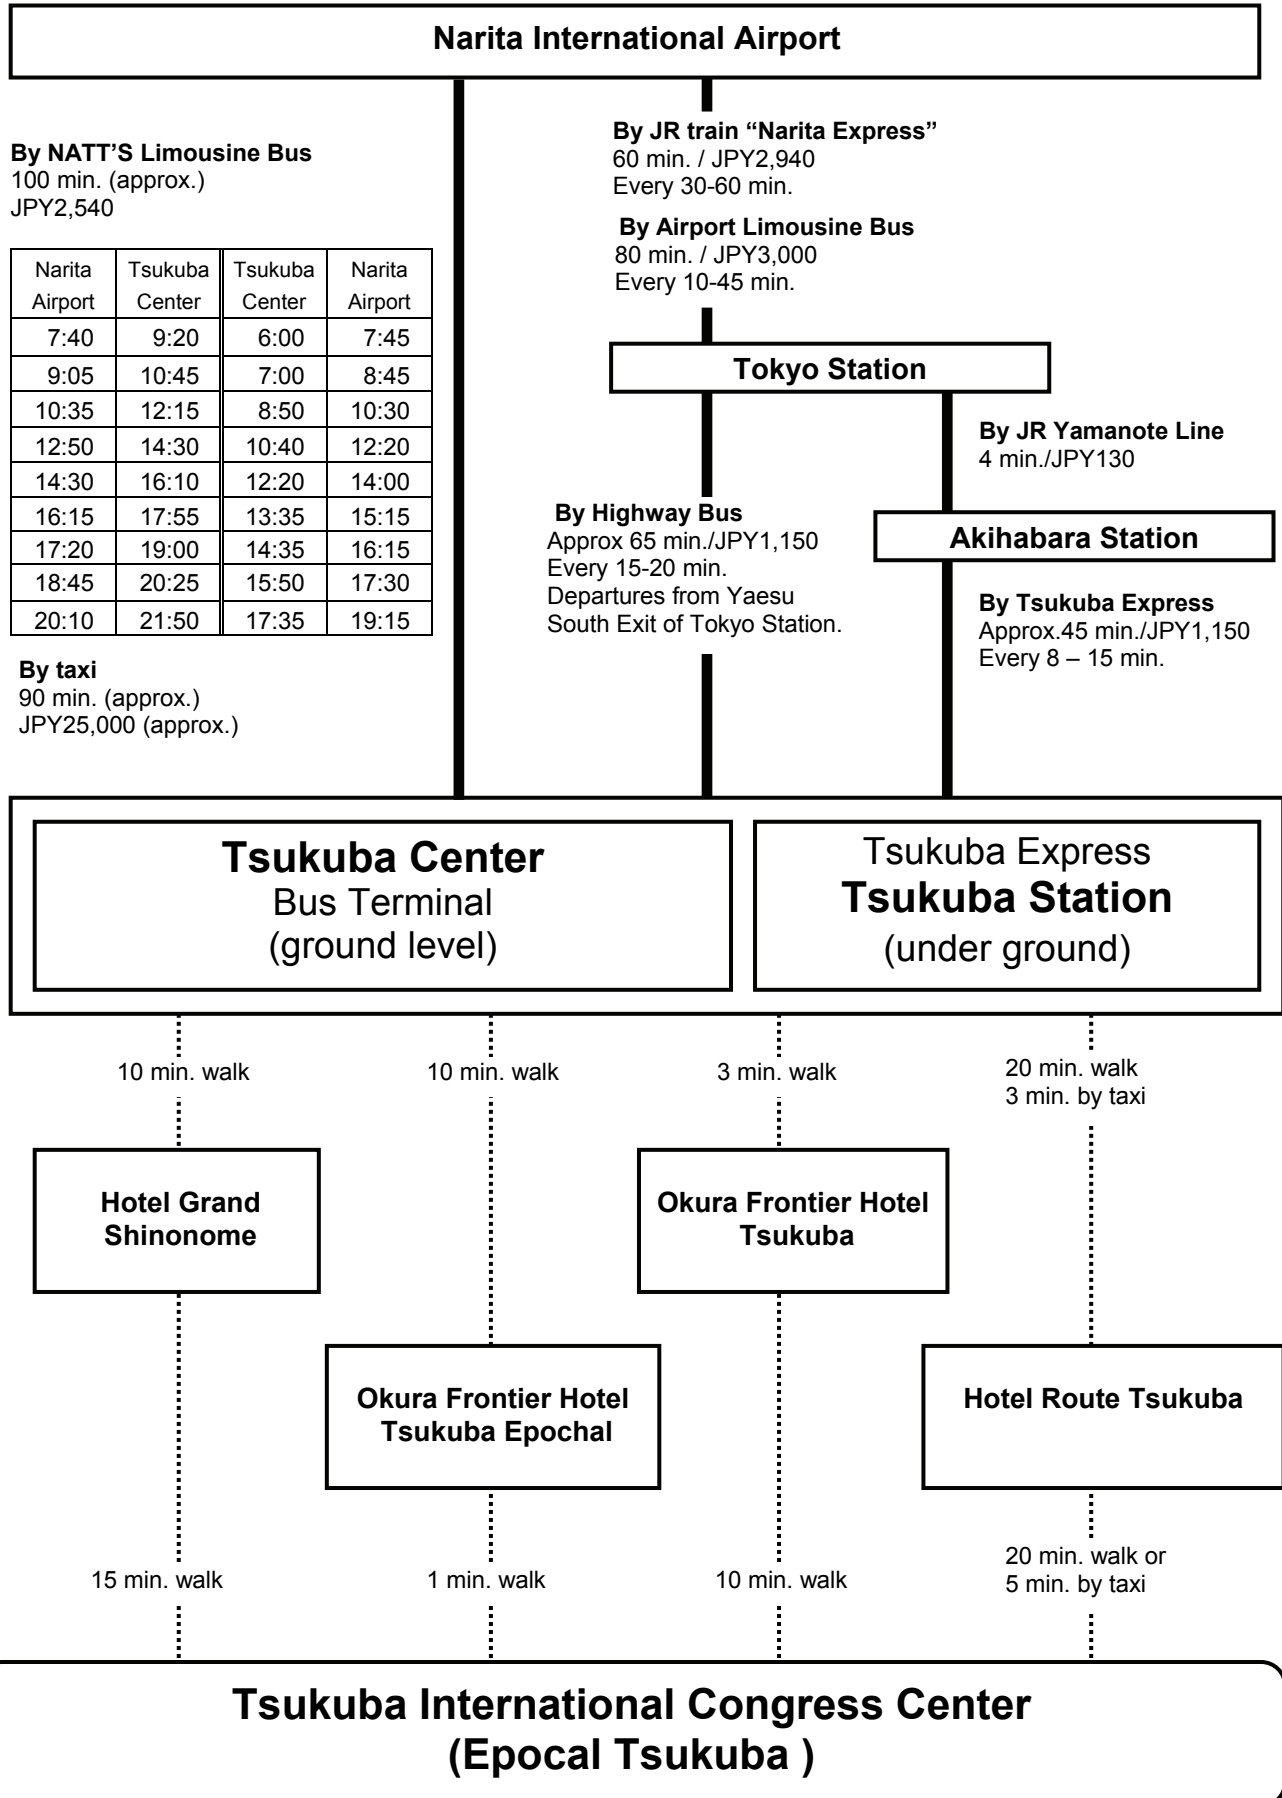 Narita International Airport
By NATT'S Limousine Bus
100 min. (approx.)
JPY2,540
Narita Airport Tsukuba Center Tsukuba Center Narita Airport
7:40 9:20 6:00 7:45
9:05 10:45 7:00 8:45
10:35 12:15 8:50 10:30
12:50 14:30 10:40 12:20
14:30 16:10 12:20 14:00
16:15 17:55 13:35 15:15
17:20 19:00 14:35 16:15
18:45 20:25 15:50 17:30
20:10 21:50 17:35 19:15
By taxi
90 min. (approx.)
JPY25,000 (approx.)
By JR train “Narita Express”
60 min. / JPY2,940
Every 30-60 min.
By Airport Limousine Bus
80 min. / JPY3,000
Every 10-45 min.
Tokyo Station
By JR Yamanote Line
4 min./JPY130
By Highway Bus
Approx 65 min./JPY1,150
Every 15-20 min.
Departures from Yaesu
South Exit of Tokyo Station.
Akihabara Station
By Tsukuba Express
Approx.45 min./JPY1,150
Every 8 – 15 min.
Tsukuba Center
Bus Terminal
(ground level)
Tsukuba Express
Tsukuba Station
(under ground)
10 min. walk
10 min. walk
3 min. walk
20 min. walk
3 min. by taxi
Hotel Grand
Shinonome
Okura Frontier Hotel
Tsukuba
Okura Frontier Hotel
Tsukuba Epochal
Hotel Route Tsukuba
15 min. walk
1 min. walk
10 min. walk
20 min. walk or
5 min. by taxi
Tsukuba International Congress Center
(Epocal Tsukuba )